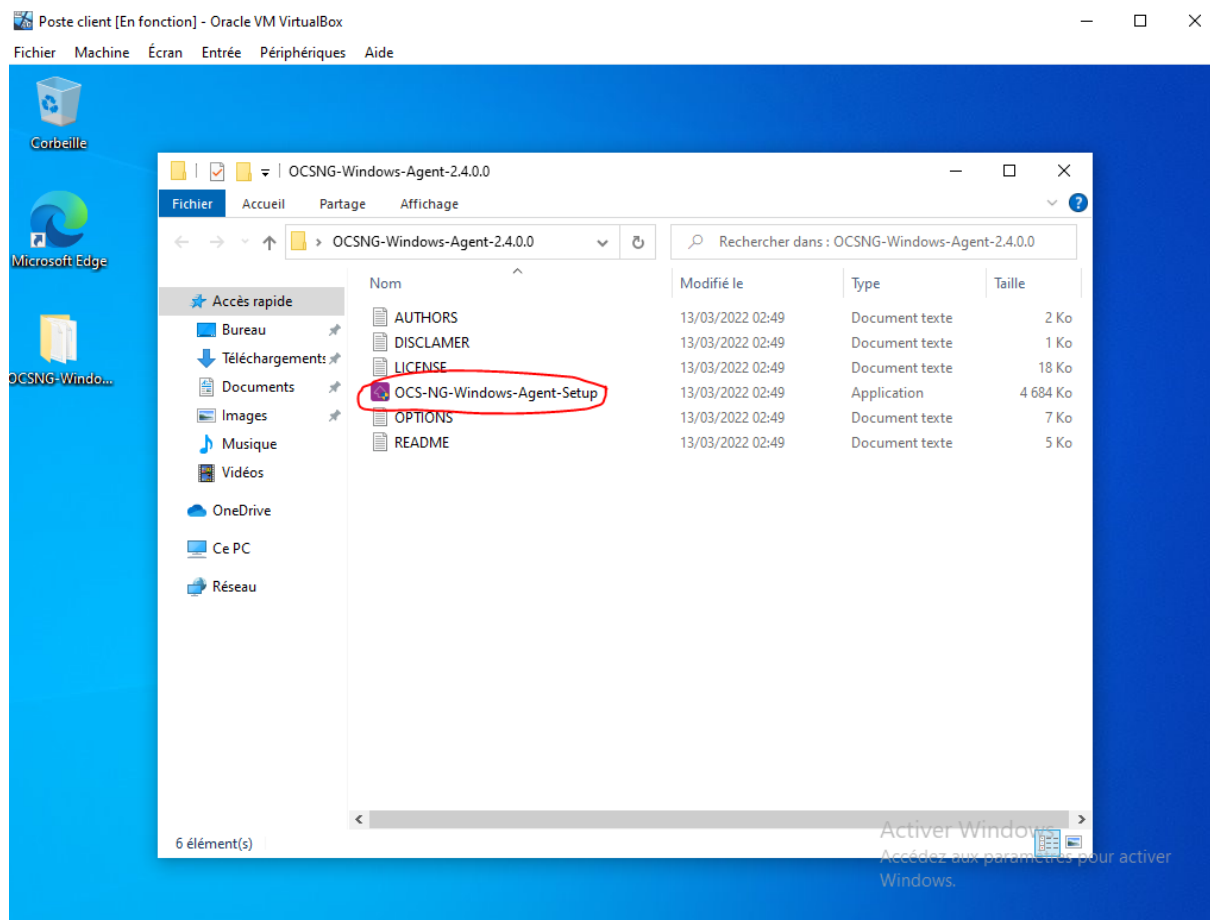 Poste client [En fonction] - Oracle VM VirtualBox
Fichier Machine Écran Entrée Périphériques Aide
Corbeille
Microsoft Edge
OCSNG-Windo...
OCSNG-Windows-Agent-2.4.0.0
Fichier Accueil Partage Affichage
OCSNG-Windows-Agent-2.4.0.0 Rechercher dans : OCSNG-Windows-Agent-2.4.0.0
Nom Modifié le Type Taille
Accès rapide
Bureau
Téléchargements
Documents
Images
Musique
Vidéos
OneDrive
Ce PC
Réseau
AUTHORS 13/03/2022 02:49 Document texte 2 Ko
DISCLAMER 13/03/2022 02:49 Document texte 1 Ko
LICENSE 13/03/2022 02:49 Document texte 18 Ko
OCS-NG-Windows-Agent-Setup 13/03/2022 02:49 Application 4 684 Ko
OPTIONS 13/03/2022 02:49 Document texte 7 Ko
README 13/03/2022 02:49 Document texte 5 Ko
6 élément(s)
Activer Windows
Accédez aux paramètres pour activer
Windows.